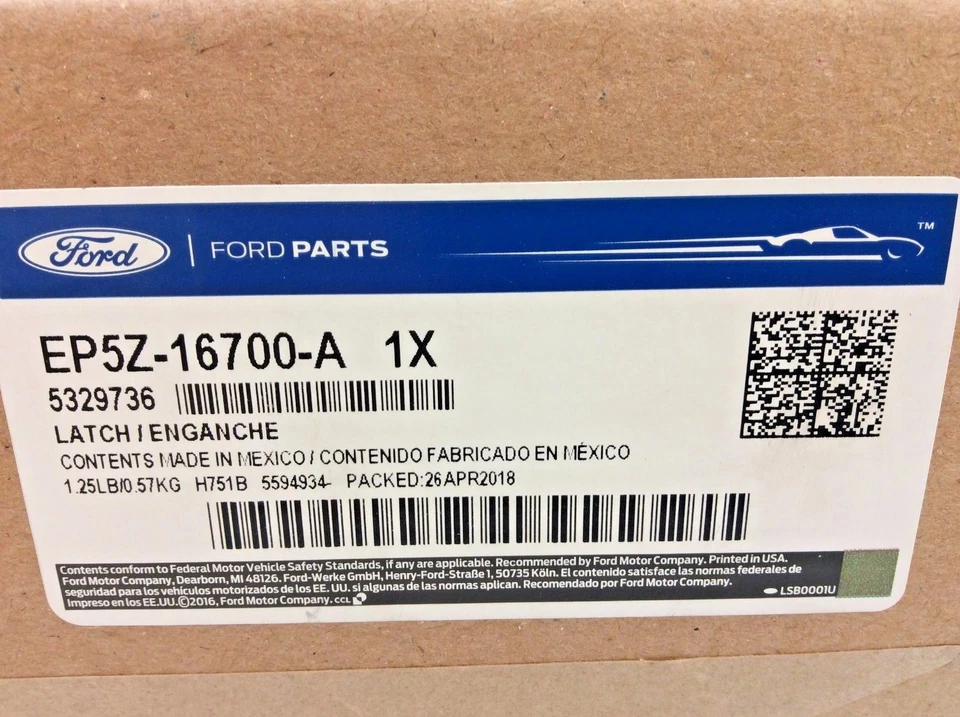 Ford | FORD PARTS
TM
EP5Z-16700-A 1X
5329736
LATCH / ENGANCHE
CONTENTS MADE IN MEXICO / CONTENIDO FABRICADO EN MÉXICO
1.25LB/0.57KG H751B 5594934- PACKED:26APR2018
Contents conform to Federal Motor Vehicle Safety Standards, if any are applicable. Recommended by Ford Motor Company. Printed in USA.
Ford Motor Company, Dearborn, MI 48126. Ford-Werke GmbH, Henry-Ford-Straße 1, 50735 Köln. El contenido satisface las normas federales de
seguridad para los vehículos motorizados de los EE. UU. si algunas de las normas aplican. Recomendado por Ford Motor Company.
Impreso en los EE.UU.©2016, Ford Motor Company. CCL
LSB0001U